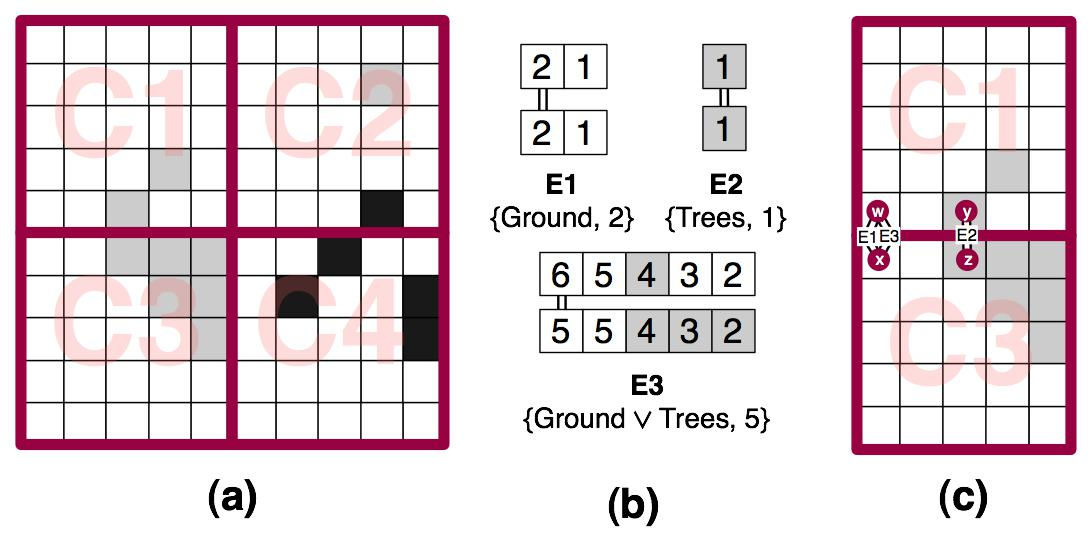 C1 C2
C3 C4
(a)
2 1
2 1
E1
{Ground, 2}
1
1
E2
{Trees, 1}
6 5 4 3 2
5 5 4 3 2
E3
{Ground ∨ Trees, 5}
(b)
C1
w y
E1 E3 E2
x z
C3
(c)